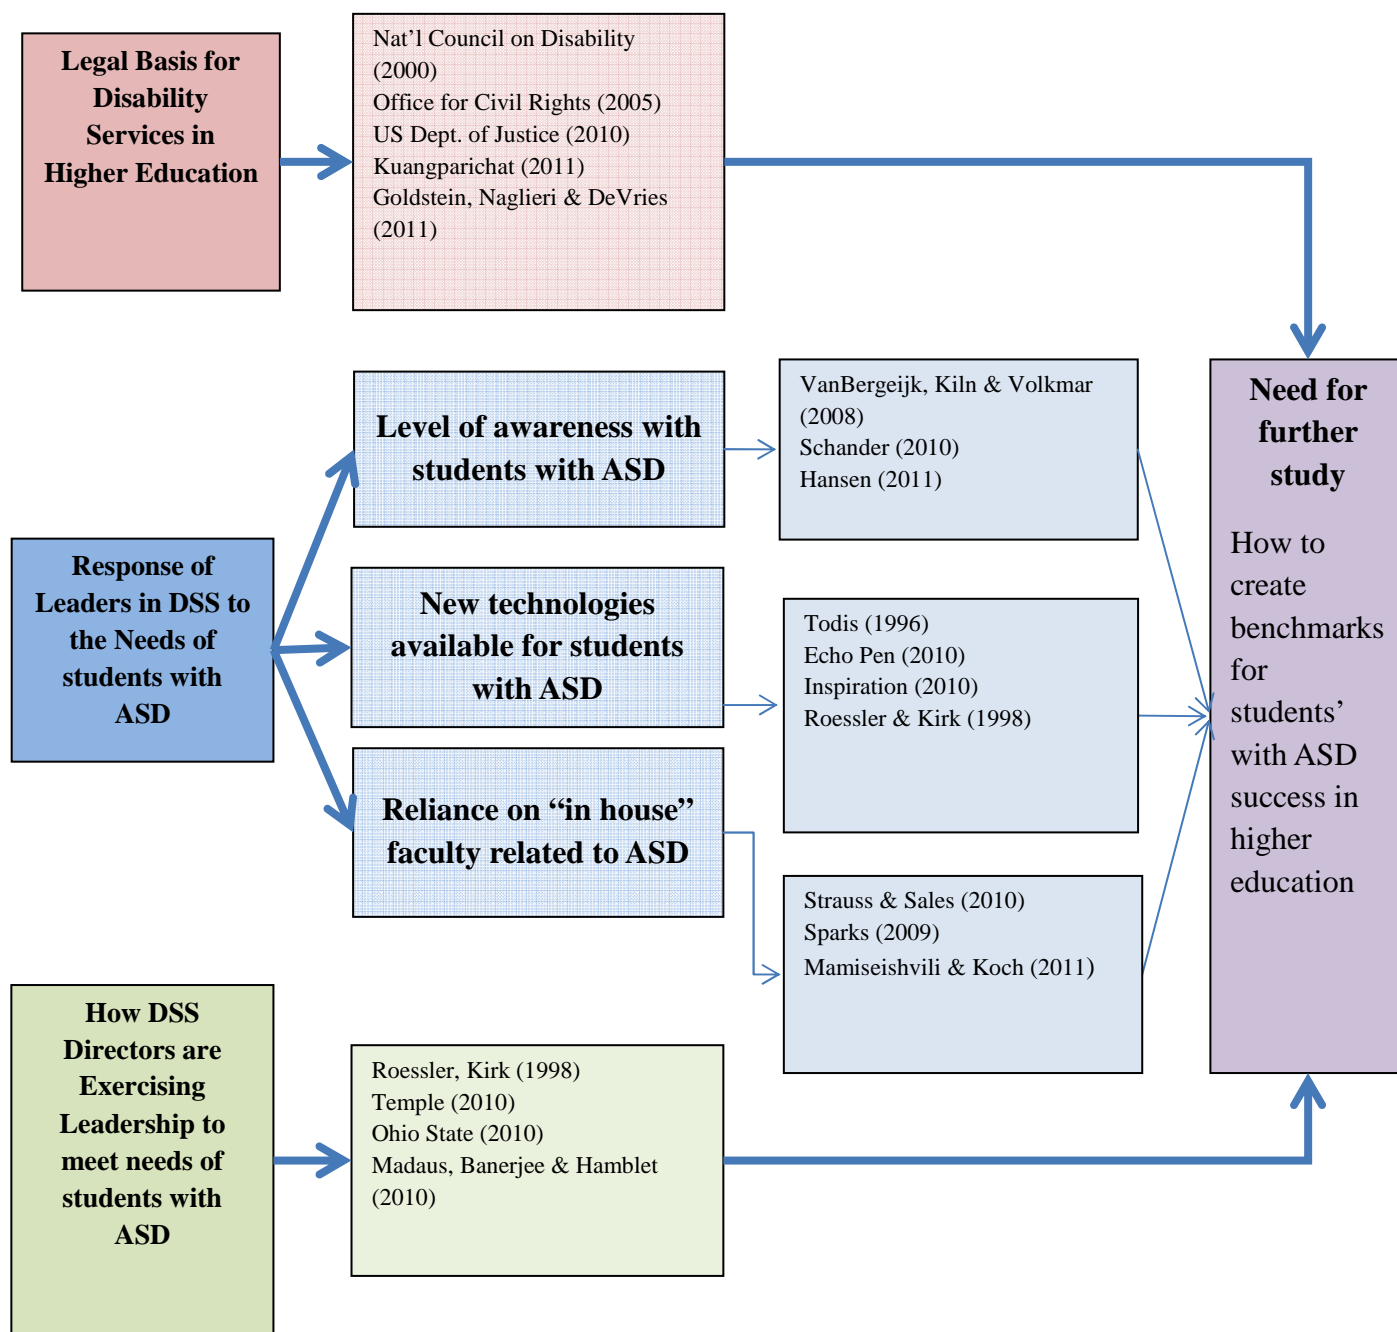 Legal Basis for
Disability
Services in
Higher Education
Nat’l Council on Disability
(2000)
Office for Civil Rights (2005)
US Dept. of Justice (2010)
Kuangparichat (2011)
Goldstein, Naglieri & DeVries
(2011)
Response of
Leaders in DSS to
the Needs of
students with
ASD
Level of awareness with
students with ASD
VanBergeijk, Kiln & Volkmar
(2008)
Schander (2010)
Hansen (2011)
New technologies
available for students
with ASD
Todis (1996)
Echo Pen (2010)
Inspiration (2010)
Roessler & Kirk (1998)
Reliance on “in house”
faculty related to ASD
Strauss & Sales (2010)
Sparks (2009)
Mamiseishvili & Koch (2011)
How DSS
Directors are
Exercising
Leadership to
meet needs of
students with
ASD
Roessler, Kirk (1998)
Temple (2010)
Ohio State (2010)
Madaus, Banerjee & Hamblet
(2010)
Need for
further
study
How to
create
benchmarks
for
students’
with ASD
success in
higher
education